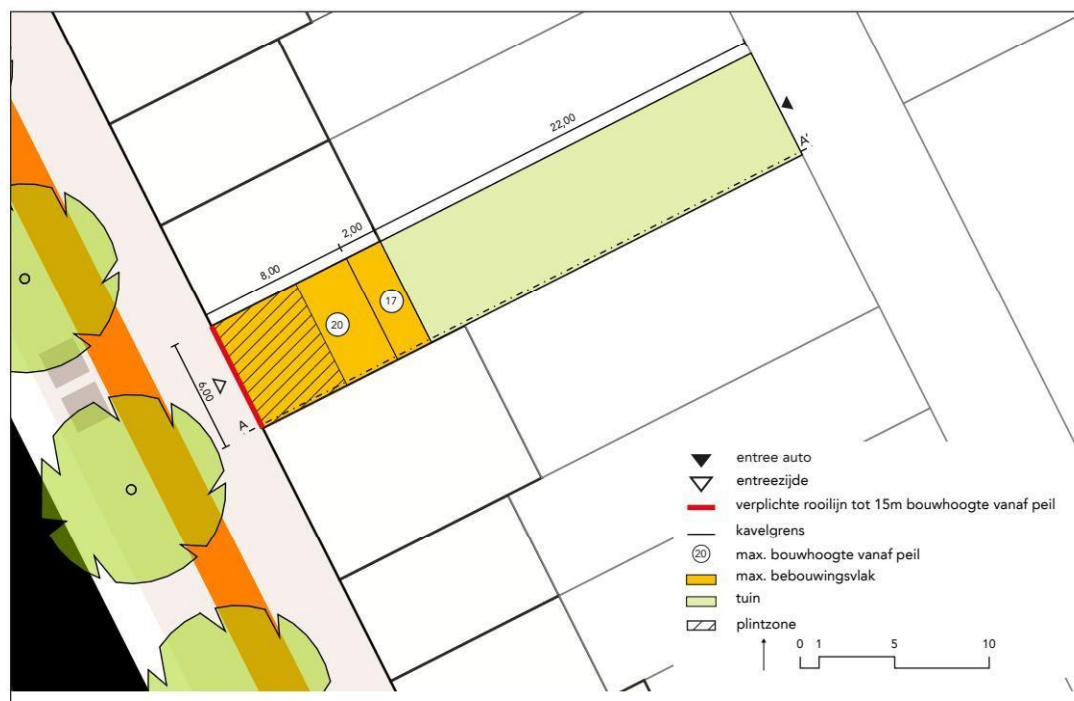 22,00
2,00
8,00
17
20
6,00
A
A'
entree auto
entreezijde
verplichte rooilijn tot 15m bouwhoogte vanaf peil
kavelgrens
20 max. bouwhoogte vanaf peil
max. bebouwingsvlak
tuin
plintzone
0 1 5 10